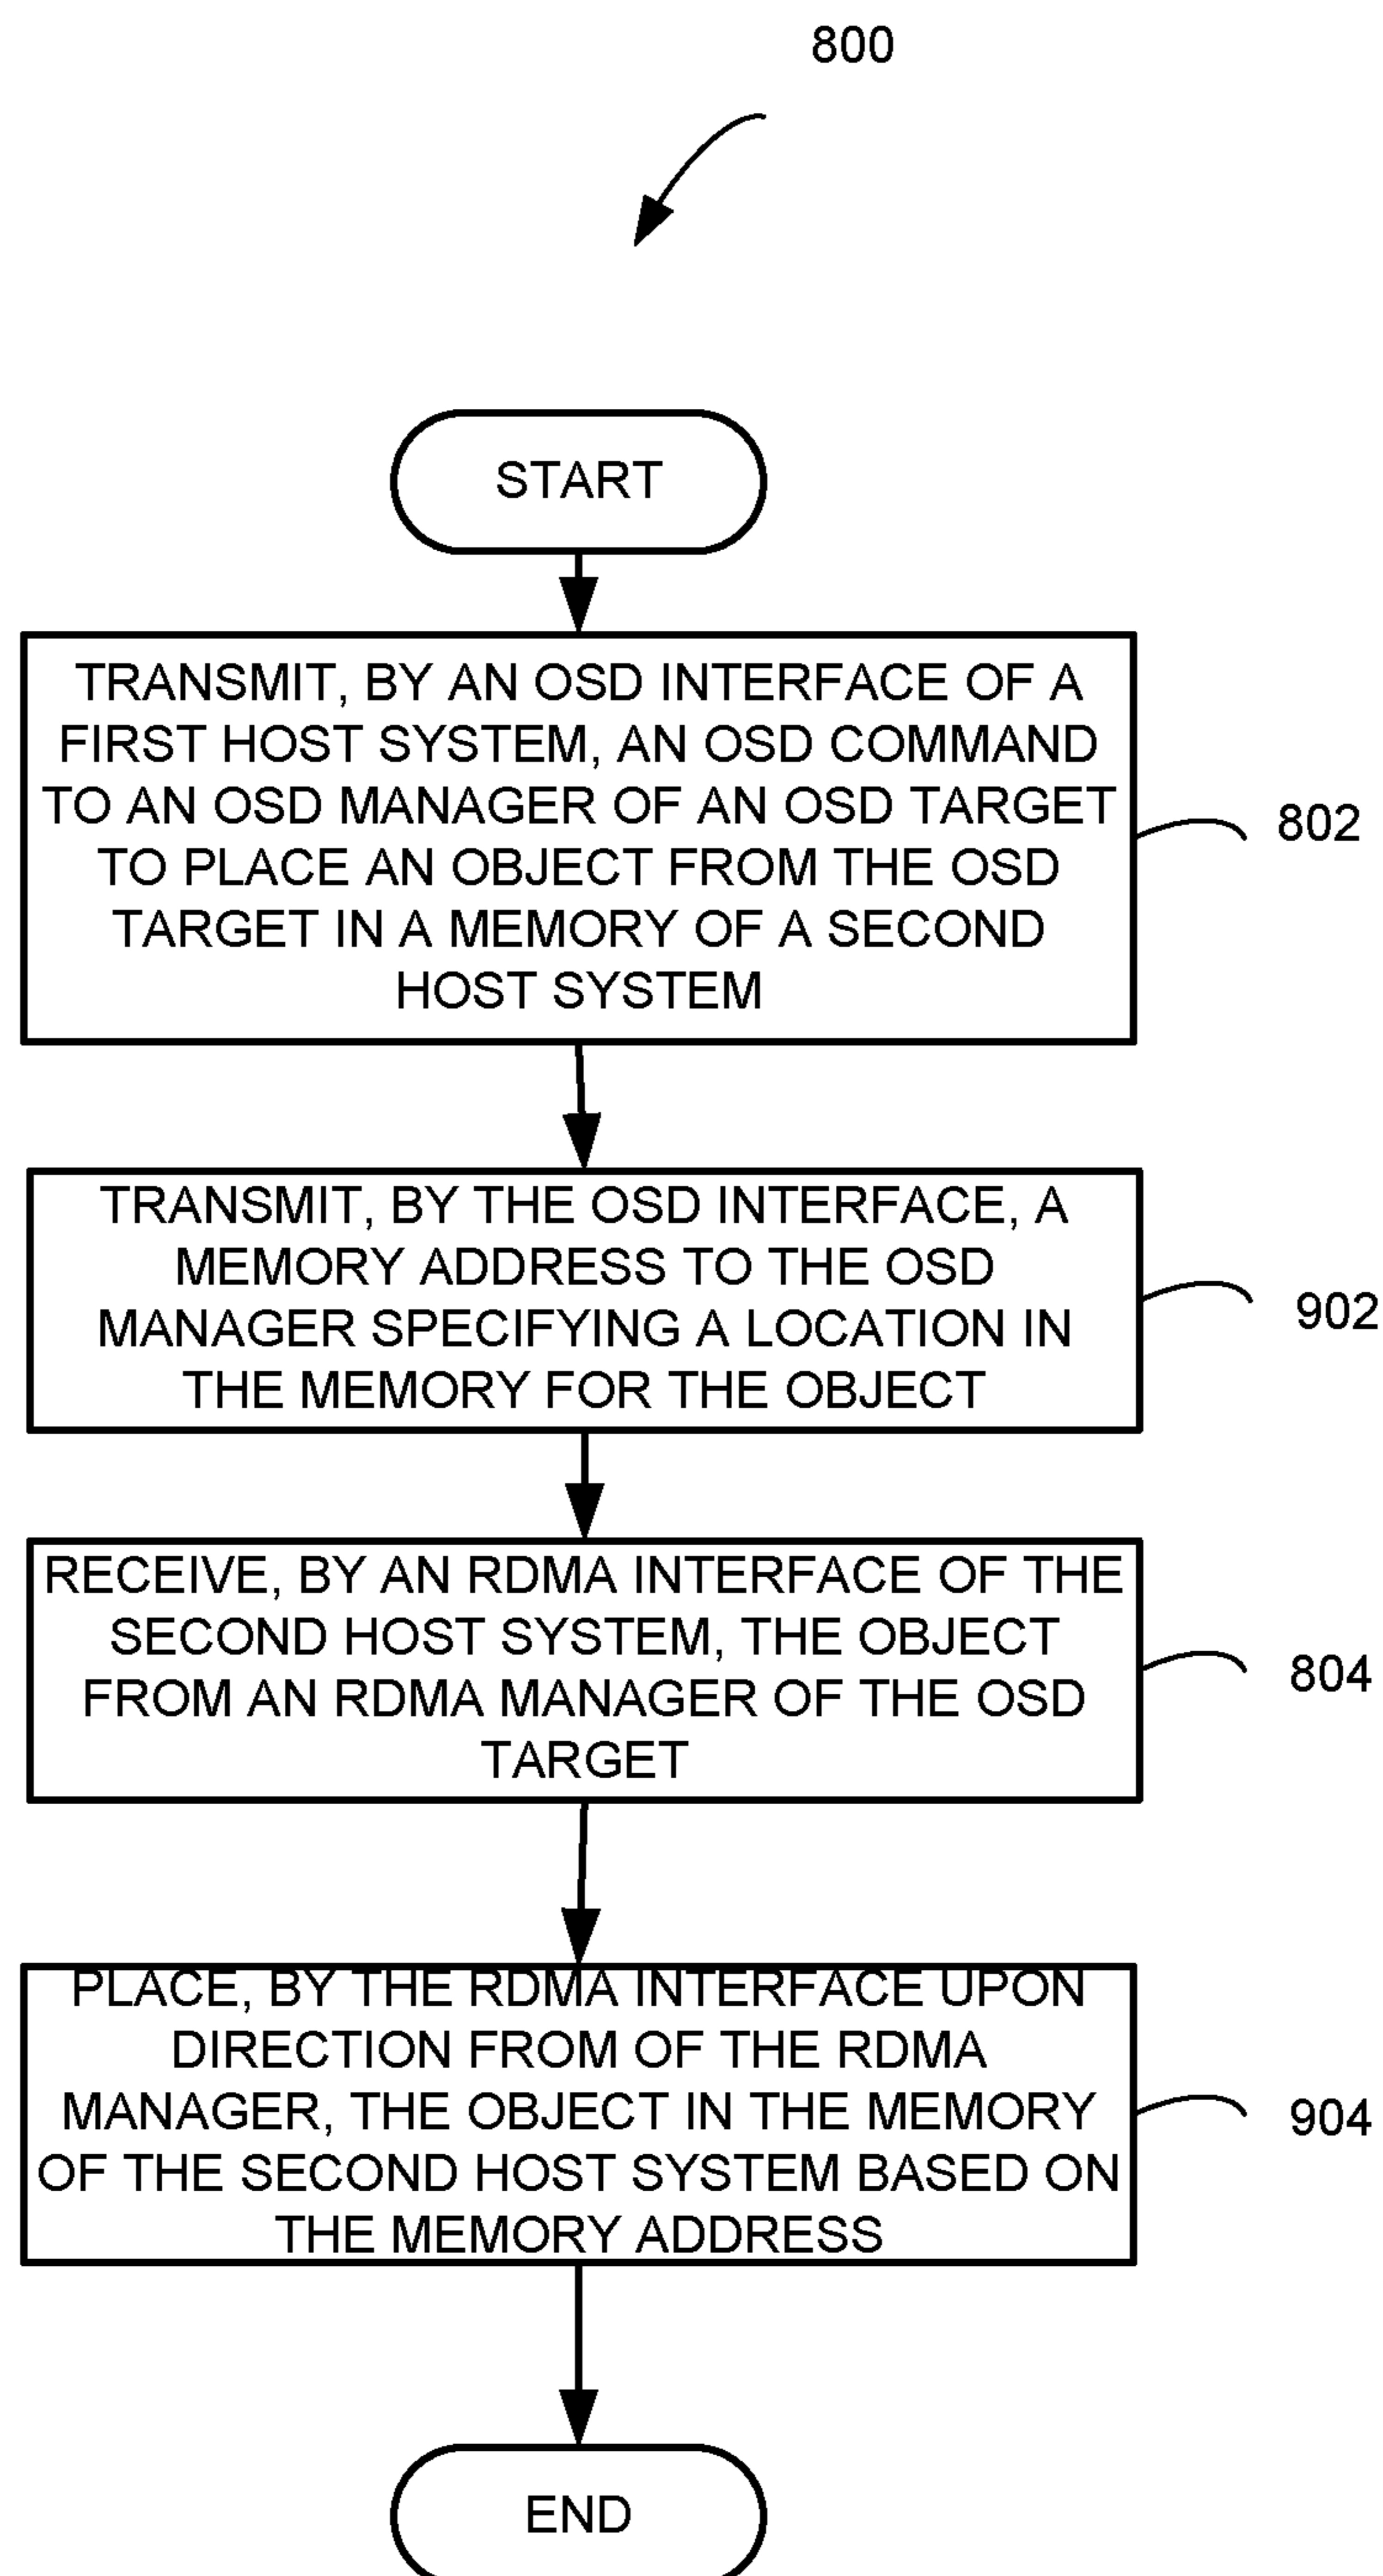 800
START
TRANSMIT, BY AN OSD INTERFACE OF A
FIRST HOST SYSTEM, AN OSD COMMAND
TO AN OSD MANAGER OF AN OSD TARGET
TO PLACE AN OBJECT FROM THE OSD
TARGET IN A MEMORY OF A SECOND
HOST SYSTEM
802
TRANSMIT, BY THE OSD INTERFACE, A
MEMORY ADDRESS TO THE OSD
MANAGER SPECIFYING A LOCATION IN
THE MEMORY FOR THE OBJECT
902
RECEIVE, BY AN RDMA INTERFACE OF THE
SECOND HOST SYSTEM, THE OBJECT
FROM AN RDMA MANAGER OF THE OSD
TARGET
804
PLACE, BY THE RDMA INTERFACE UPON
DIRECTION FROM OF THE RDMA
MANAGER, THE OBJECT IN THE MEMORY
OF THE SECOND HOST SYSTEM BASED ON
THE MEMORY ADDRESS
904
END